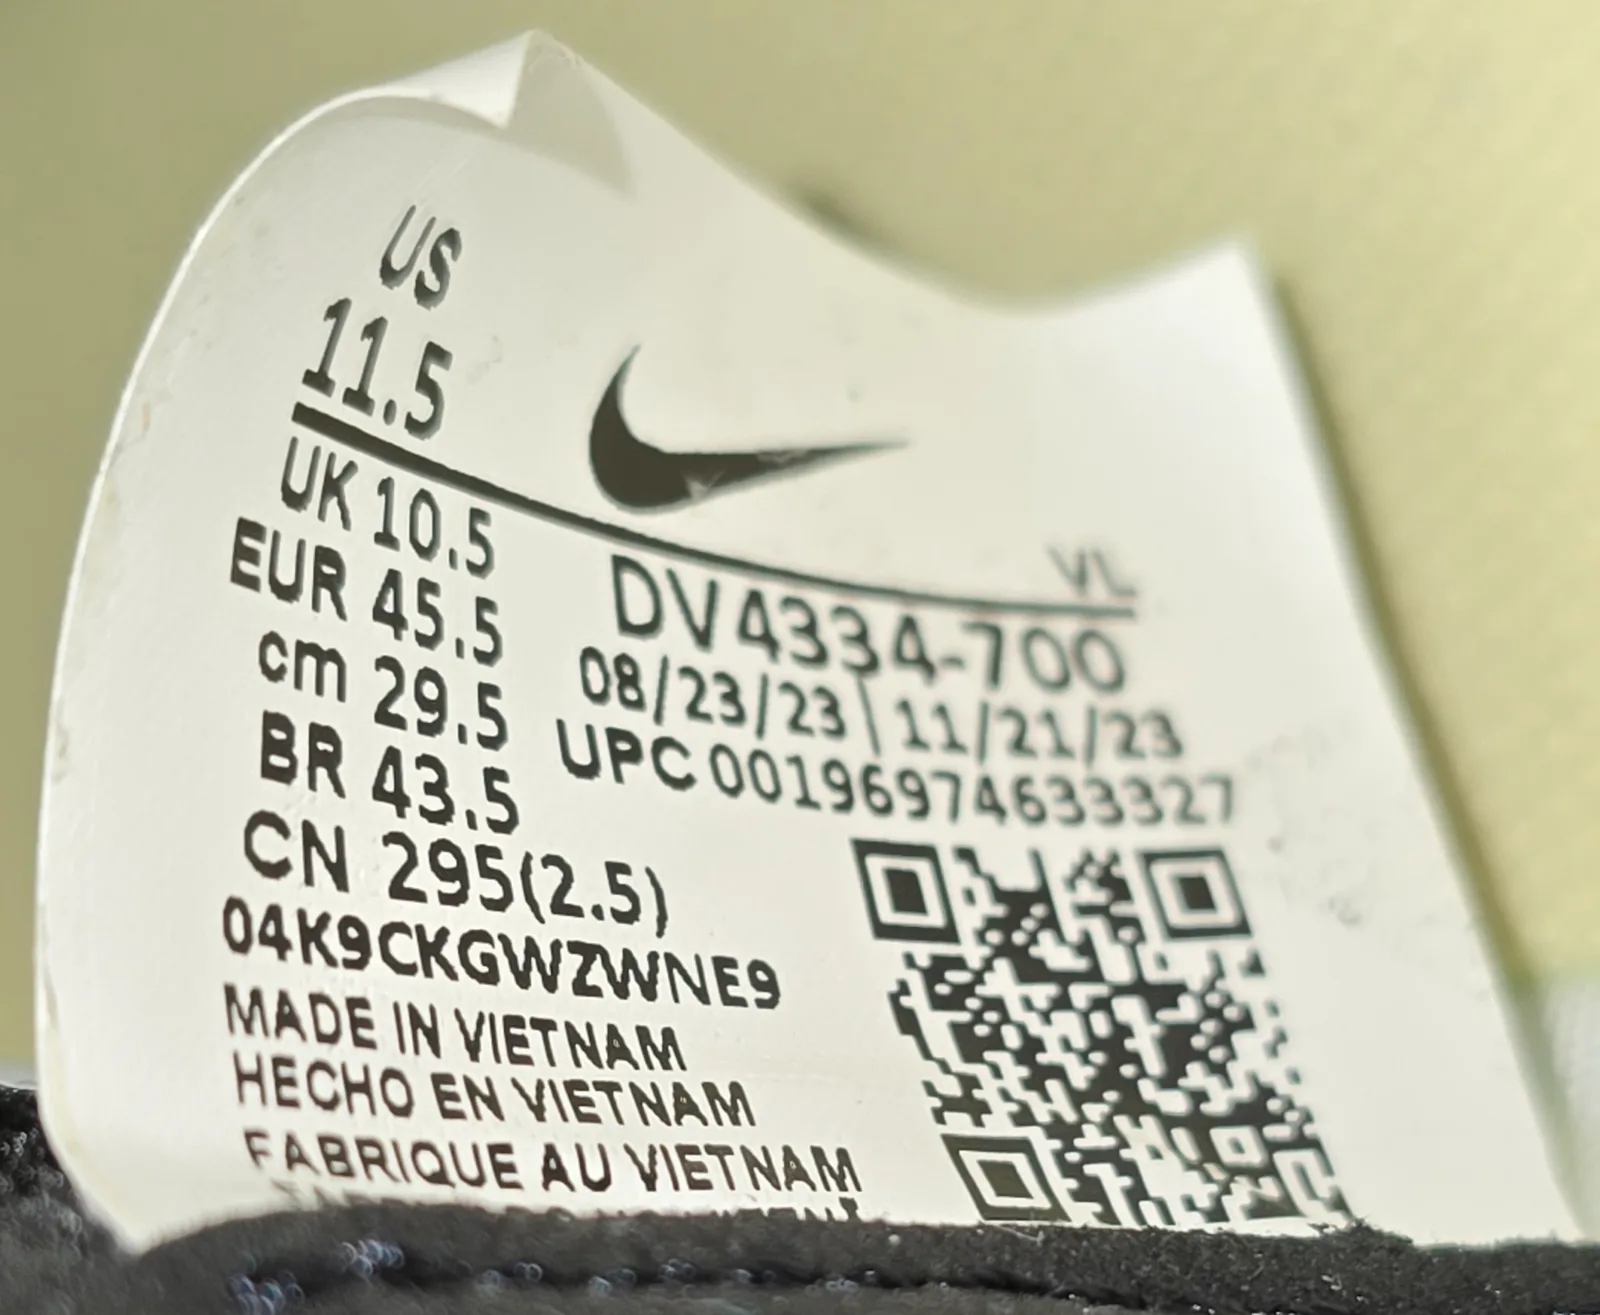 US
11.5
UK 10.5
EUR 45.5
cm 29.5
BR 43.5
CN 295(2.5)
VL
DV4334-700
08/23/23 \ 11/21/23
UPC 00196974633327
04K9CKGWZWNE9
MADE IN VIETNAM
HECHO EN VIETNAM
FABRIQUE AU VIETNAM